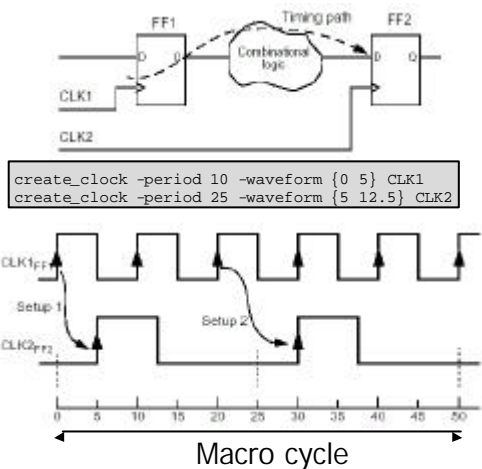 FF1
Timing path
FF2
D
Q
Combinational
logic
D
Q
CLK1
CLK2
create_clock -period 10 -waveform {0 5} CLK1
create_clock -period 25 -waveform {5 12.5} CLK2
CLK1FF1
Setup 1
Setup 2
CLK2FF2
0 5 10 15 20 25 30 35 40 45 50
Macro cycle